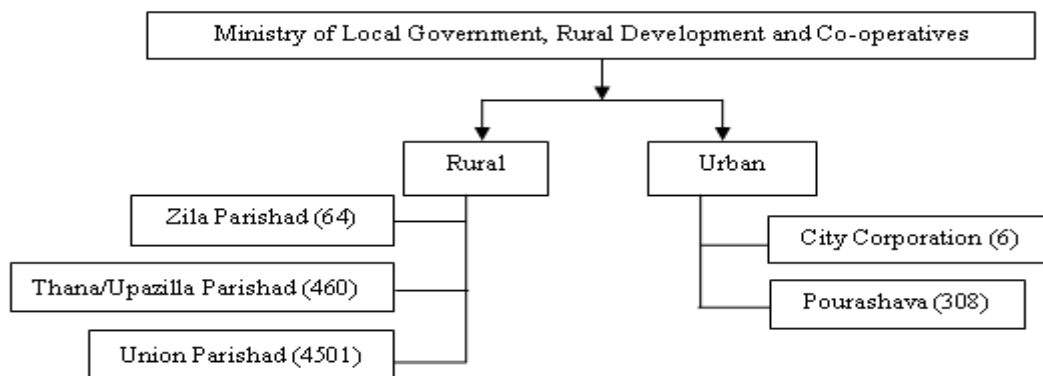 Ministry of Local Government, Rural Development and Co-operatives
Rural
Urban
Zila Parishad (64)
Thana/Upazilla Parishad (460)
Union Parishad (4501)
City Corporation (6)
Pourashava (308)